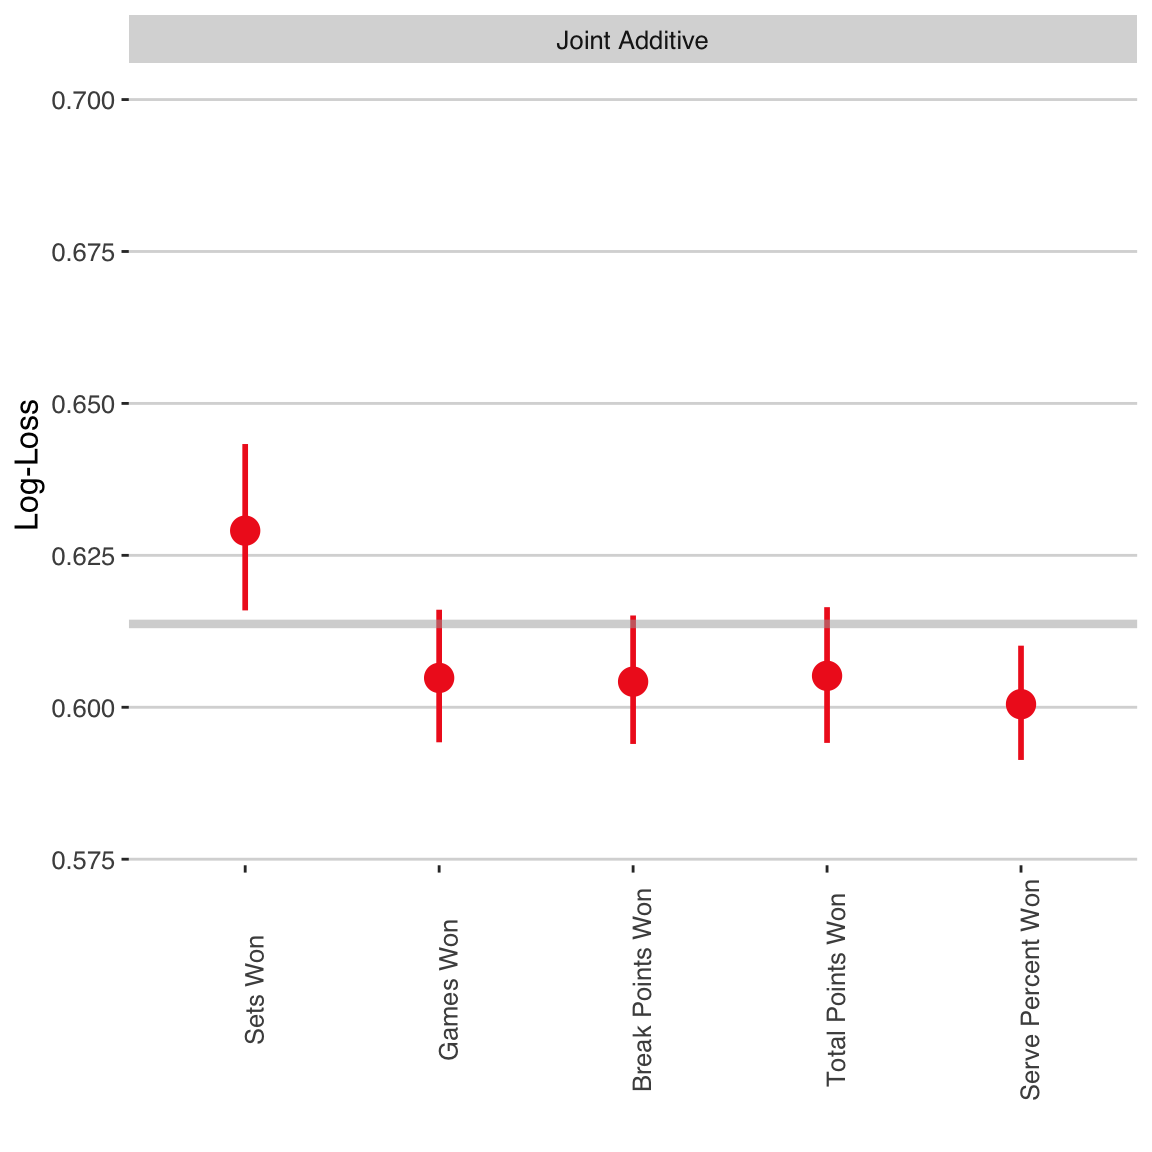 Joint Additive
0.700
0.675
0.650
0.625
0.600
0.575
Log-Loss
Sets Won
Games Won
Break Points Won
Total Points Won
Serve Percent Won